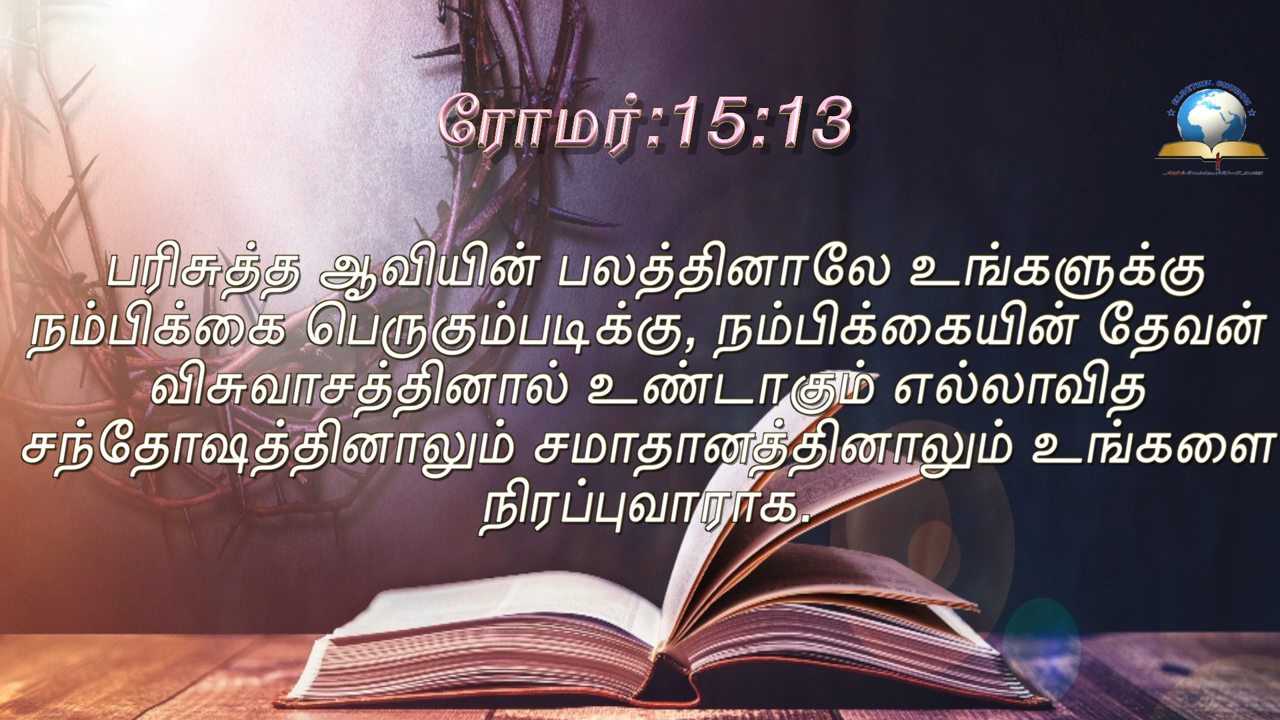 ரோமர்:15:13
பரிசுத்த ஆவியின் பலத்தினாலே உங்களுக்கு
நம்பிக்கை பெருகும்படிக்கு, நம்பிக்கையின் தேவன்
விசுவாசத்தினால் உண்டாகும் எல்லாவித
சந்தோஷத்தினாலும் சமாதானத்தினாலும் உங்களை
நிரப்புவாராக.